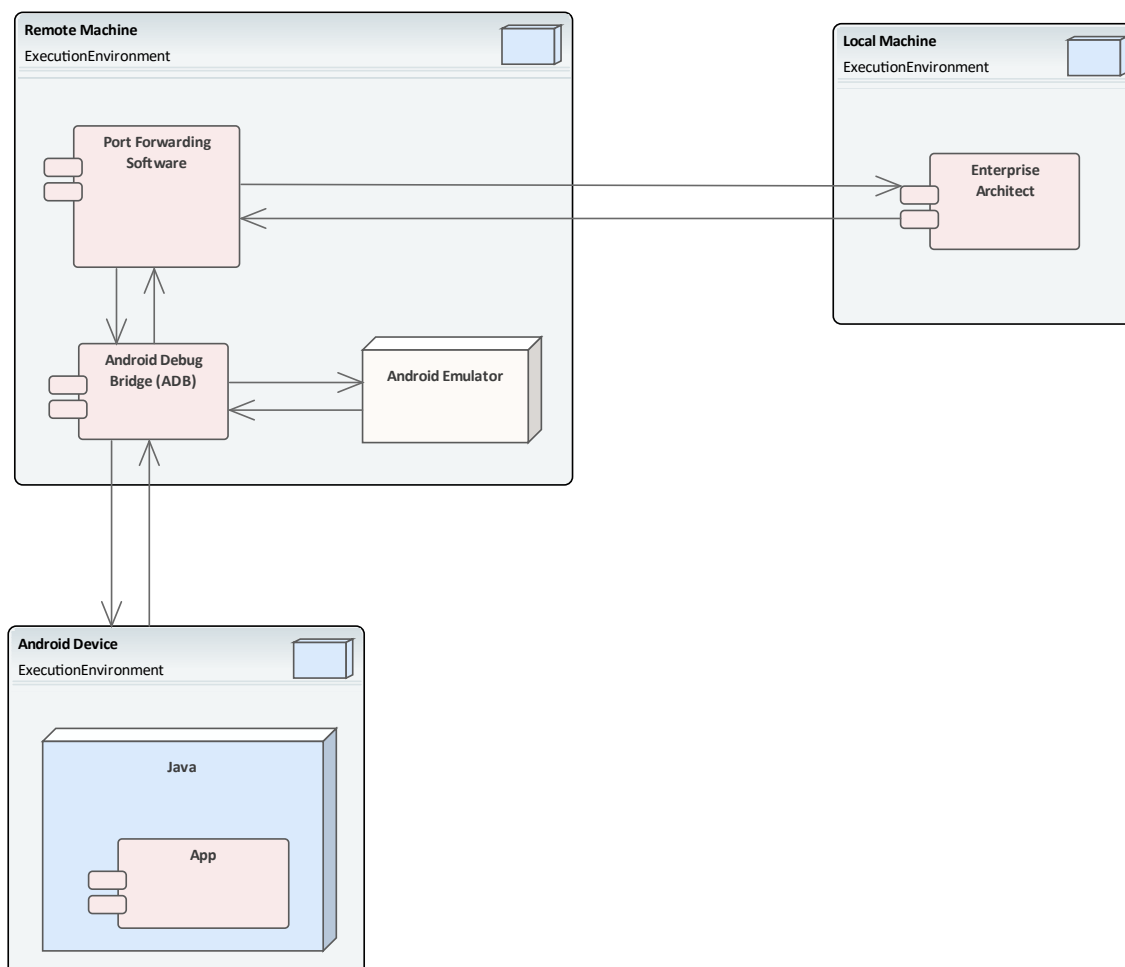 Remote Machine
ExecutionEnvironment
Local Machine
ExecutionEnvironment
Port Forwarding
Software
Enterprise
Architect
Android Debug
Bridge (ADB)
Android Emulator
Android Device
ExecutionEnvironment
Java
App